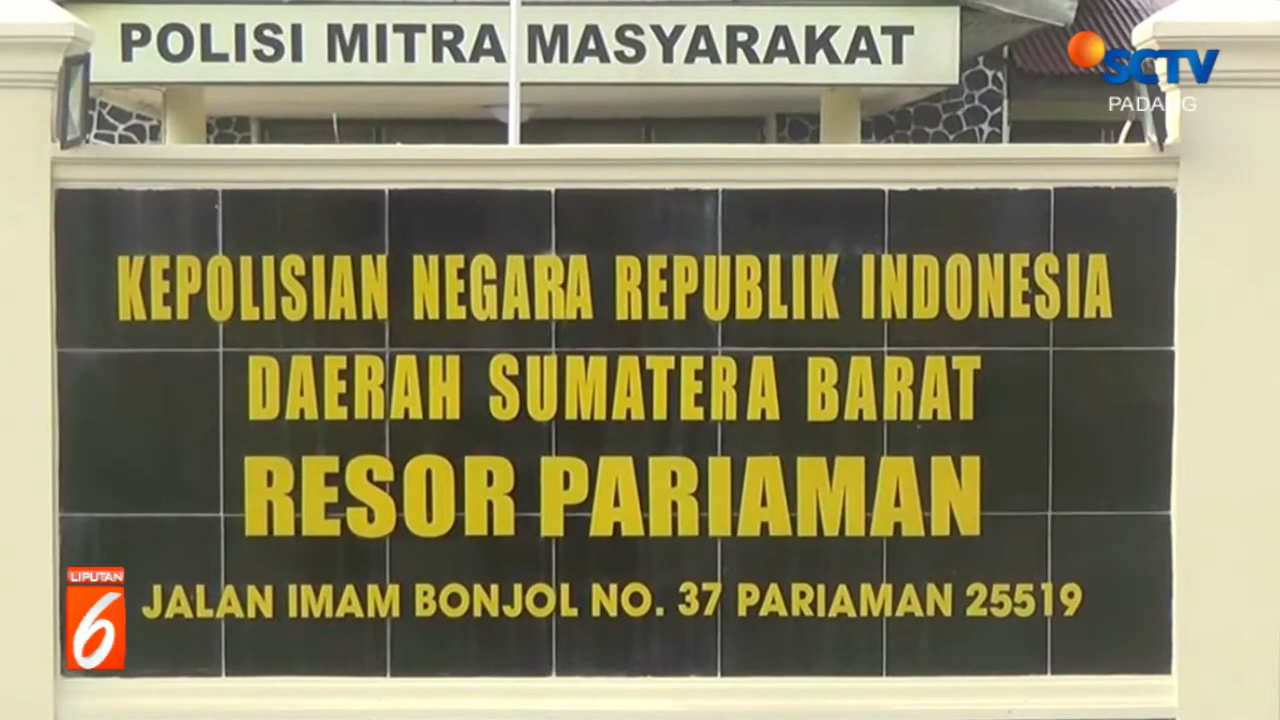 POLISI MITRA MASYARAKAT
SCTV
PADANG
KEPOLISIAN NEGARA REPUBLIK INDONESIA
DAERAH SUMATERA BARAT
RESOR PARIAMAN
JALAN IMAM BONJOL NO. 37 PARIAMAN 25519
LIPUTAN
6